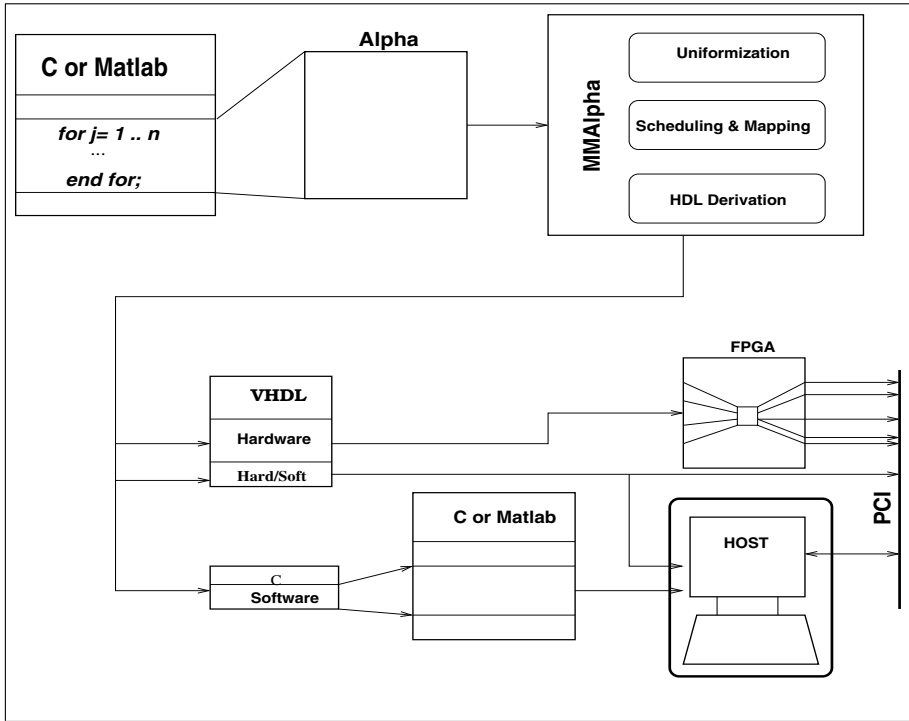 C or Matlab
for j= 1 .. n
...
end for;
Alpha
MMAlpha
Uniformization
Scheduling & Mapping
HDL Derivation
VHDL
Hardware
Hard/Soft
FPGA
PCI
C
Software
C or Matlab
HOST